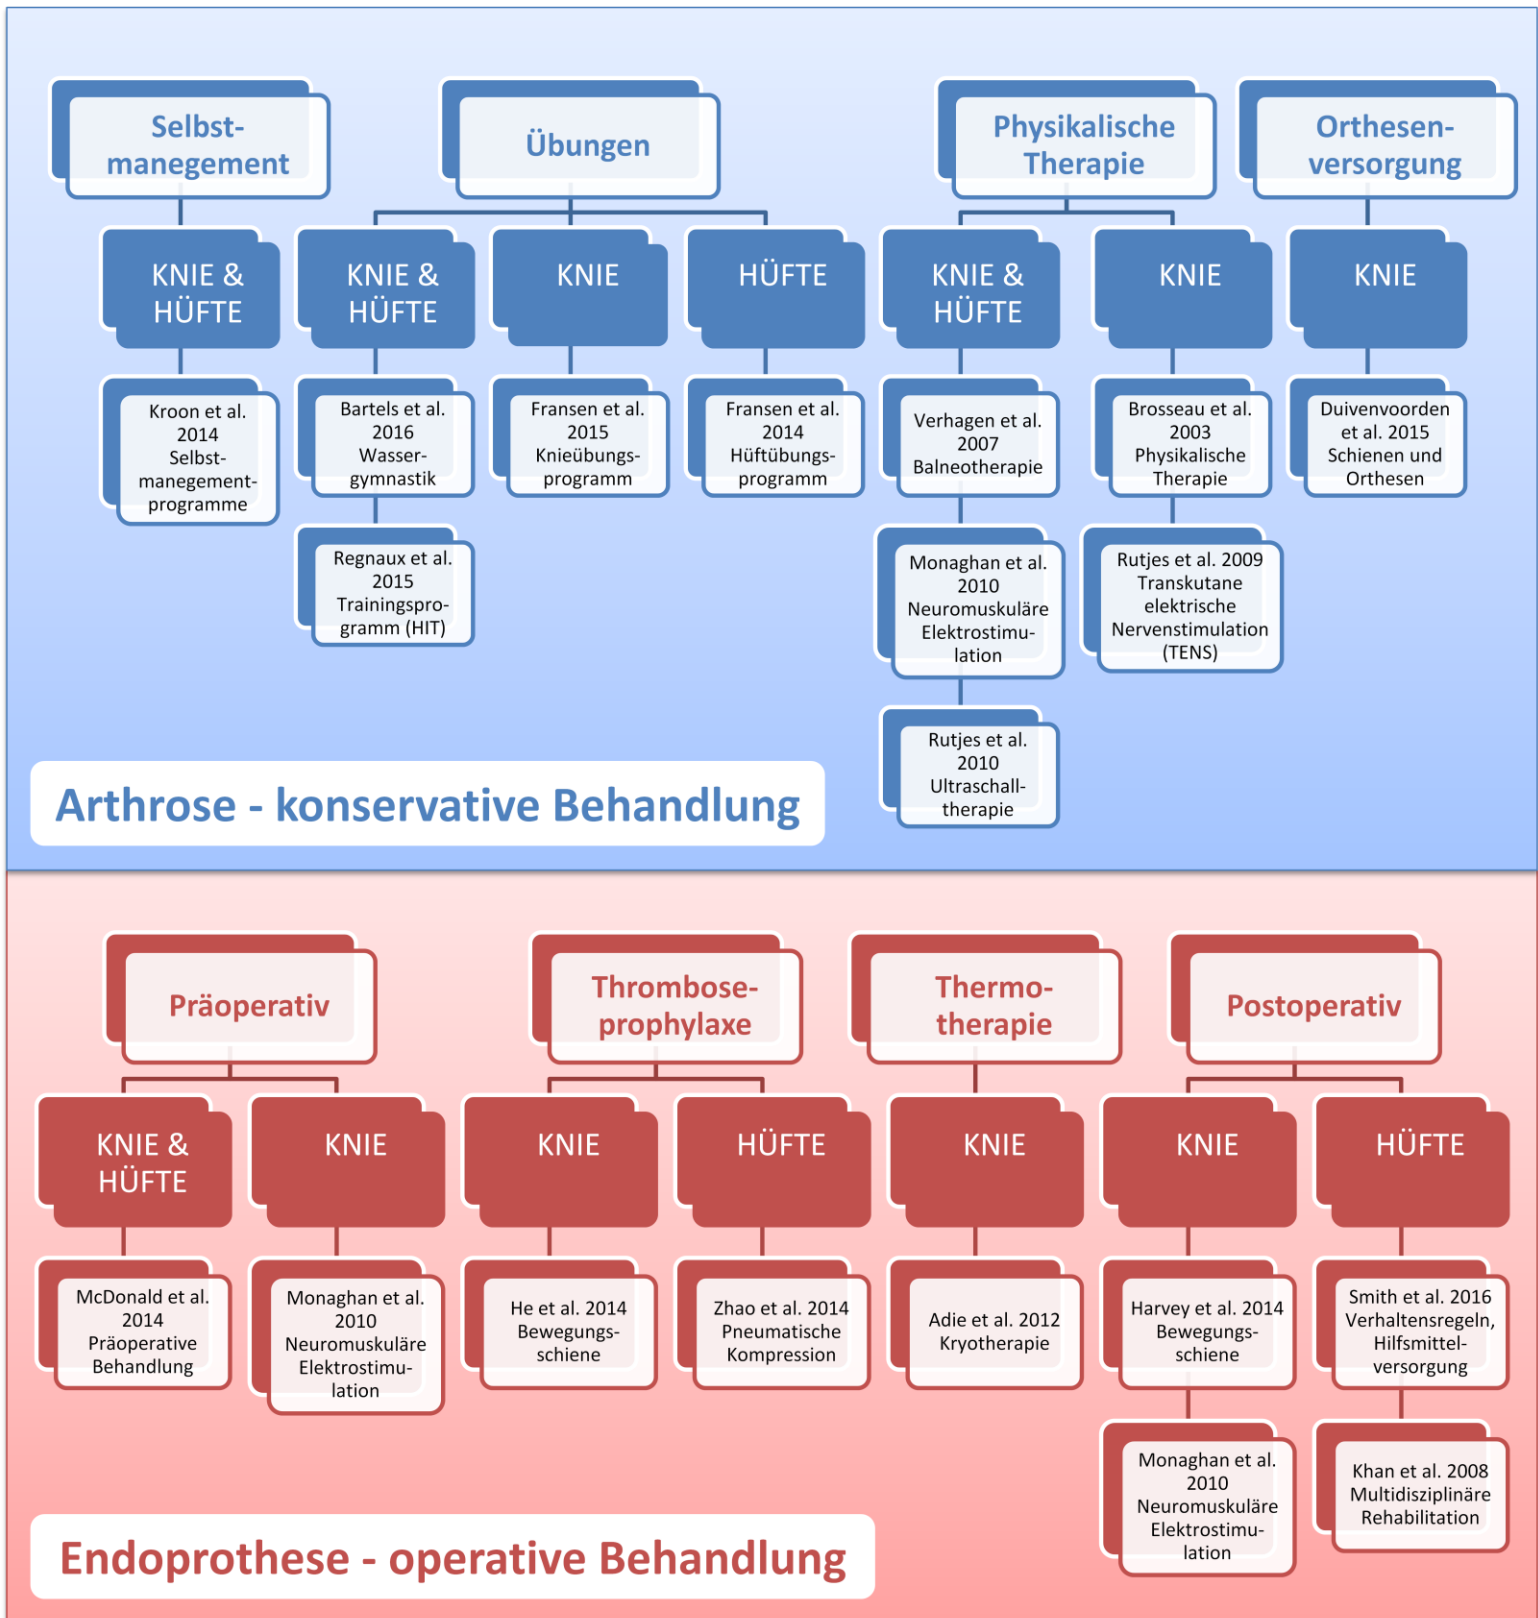 Selbst-
manegement
Übungen
Physikalische
Therapie
Orthesen-
versorgung
KNIE &
HÜFTE
KNIE &
HÜFTE
KNIE
HÜFTE
KNIE &
HÜFTE
KNIE
KNIE
Kroon et al.
2014
Selbst-
manegement-
programme
Bartels et al.
2016
Wasser-
gymnastik
Fransen et al.
2015
Knieübungs-
programm
Fransen et al.
2014
Hüftübungs-
programm
Verhagen et al.
2007
Balneotherapie
Brosseau et al.
2003
Physikalische
Therapie
Duivenvoorden
et al. 2015
Schienen und
Orthesen
Regnaux et al.
2015
Trainingspro-
gramm (HIT)
Monaghan et al.
2010
Neuromuskuläre
Elektrostimu-
lation
Rutjes et al. 2009
Transkutane
elektrische
Nervenstimulation
(TENS)
Rutjes et al.
2010
Ultraschall-
therapie
Arthrose - konservative Behandlung
Präoperativ
Thrombose-
prophylaxe
Thermo-
therapie
Postoperativ
KNIE &
HÜFTE
KNIE
KNIE
HÜFTE
KNIE
KNIE
HÜFTE
McDonald et al.
2014
Präoperative
Behandlung
Monaghan et al.
2010
Neuromuskuläre
Elektrostimu-
lation
He et al. 2014
Bewegungs-
schiene
Zhao et al. 2014
Pneumatische
Kompression
Adie et al. 2012
Kryotherapie
Harvey et al. 2014
Bewegungs-
schiene
Smith et al. 2016
Verhaltensregeln,
Hilfsmittel-
versorgung
Monaghan et al.
2010
Neuromuskuläre
Elektrostimu-
lation
Khan et al. 2008
Multidisziplinäre
Rehabilitation
Endoprothese - operative Behandlung